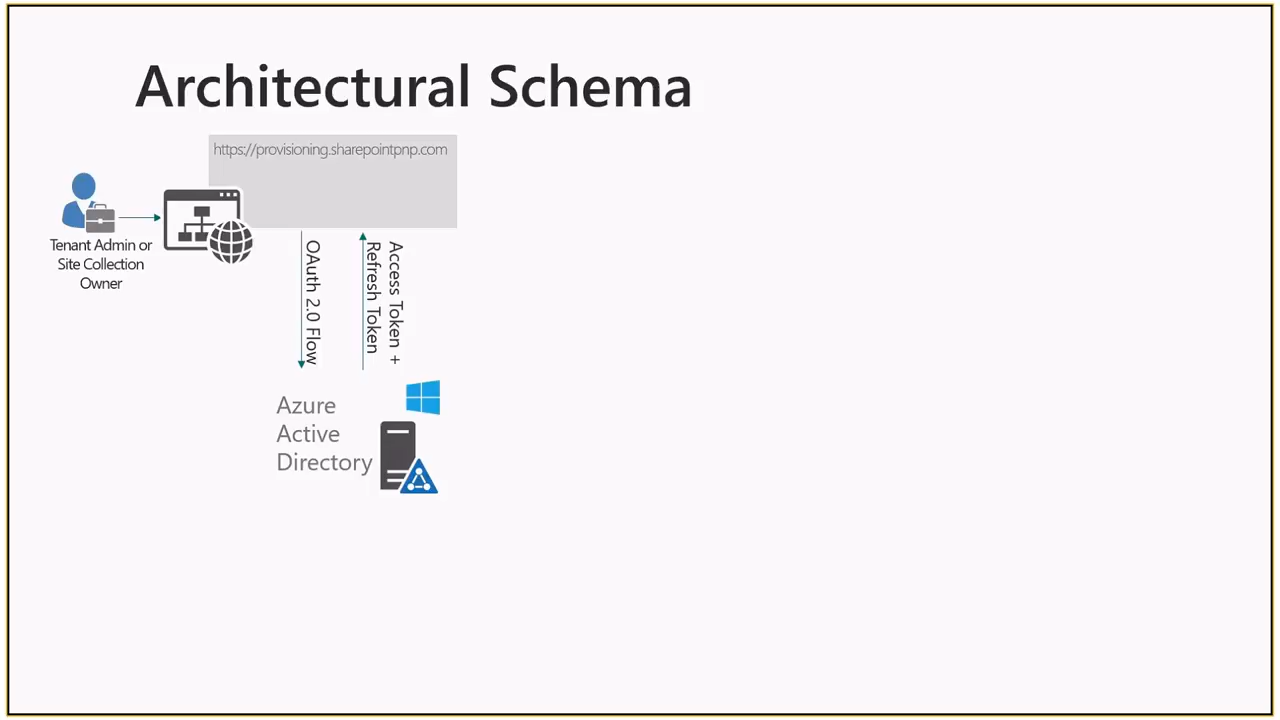 Architectural Schema
https://provisioning.sharepointpnp.com
Tenant Admin or
Site Collection
Owner
OAuth 2.0 Flow
Access Token +
Refresh Token
Azure
Active
Directory